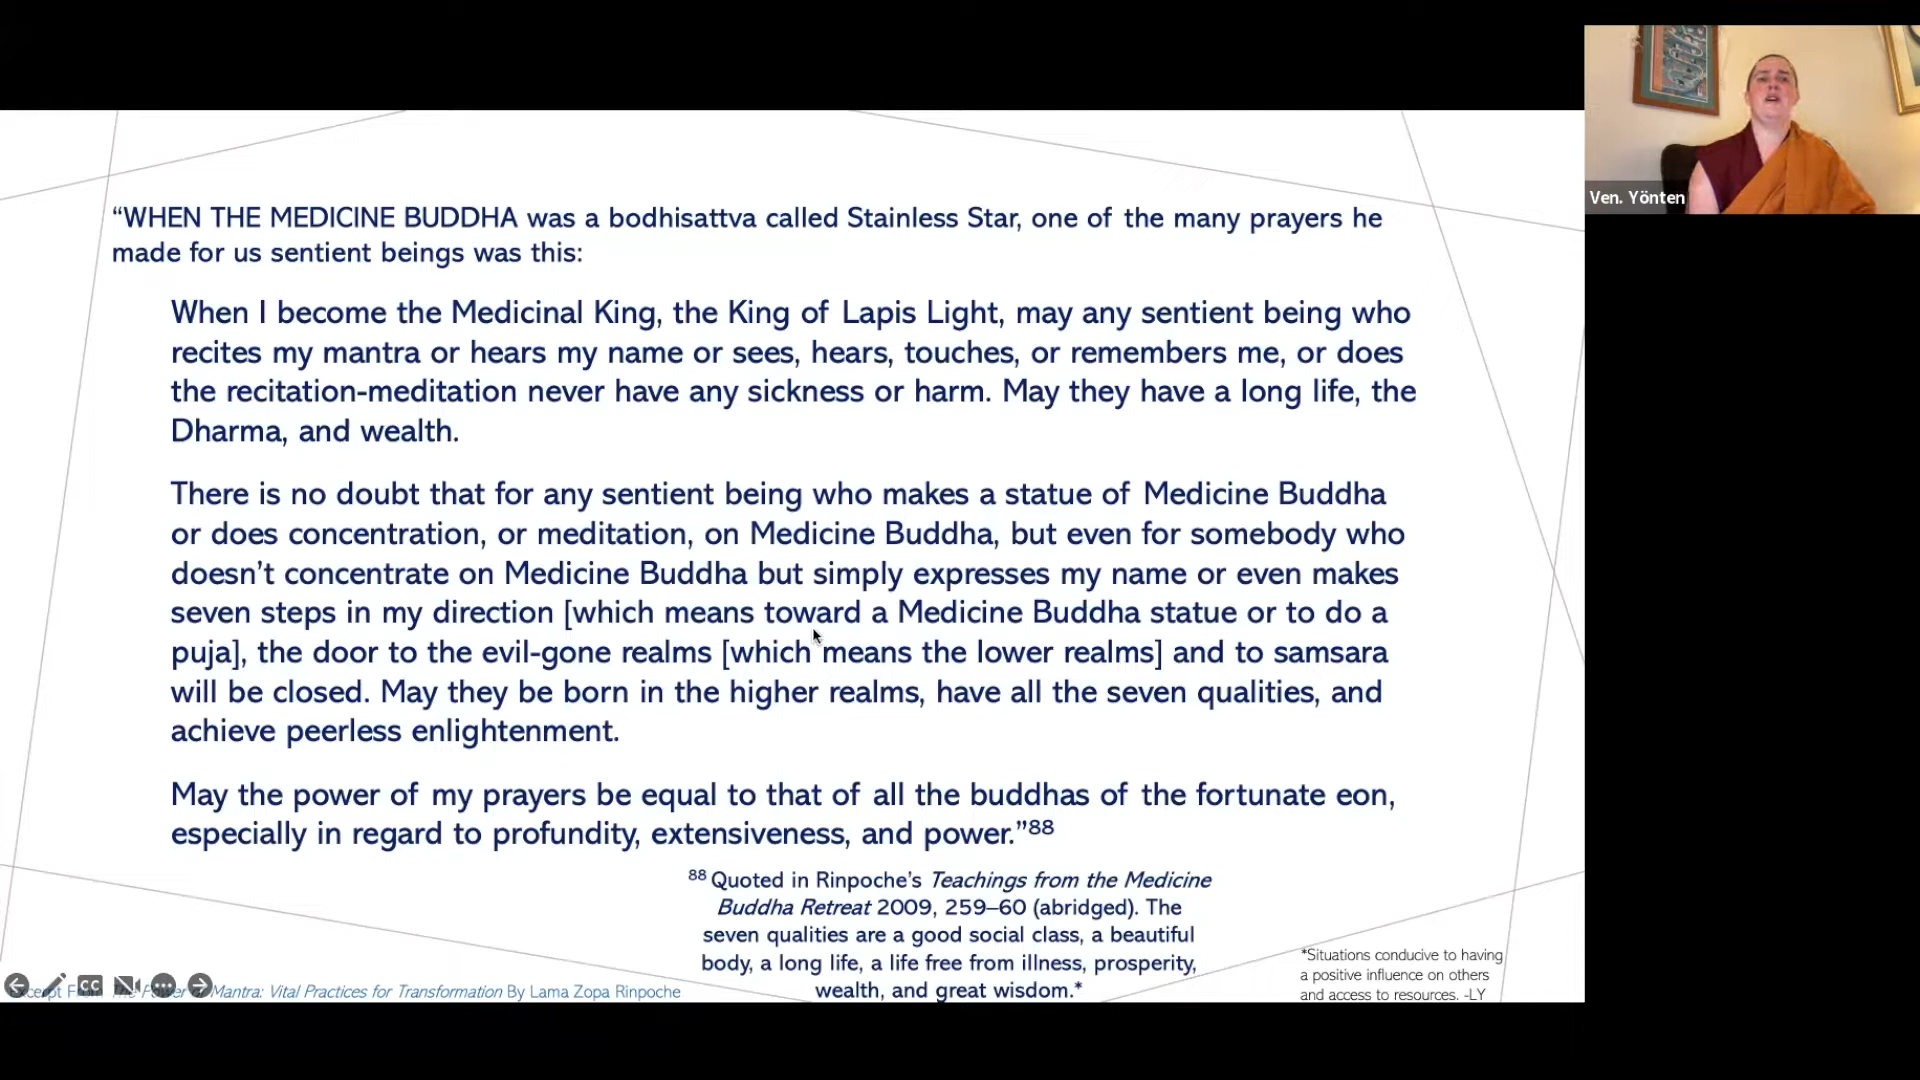 “WHEN THE MEDICINE BUDDHA was a bodhisattva called Stainless Star, one of the many prayers he
made for us sentient beings was this:
When I become the Medicinal King, the King of Lapis Light, may any sentient being who
recites my mantra or hears my name or sees, hears, touches, or remembers me, or does
the recitation-meditation never have any sickness or harm. May they have a long life, the
Dharma, and wealth.
There is no doubt that for any sentient being who makes a statue of Medicine Buddha
or does concentration, or meditation, on Medicine Buddha, but even for somebody who
doesn’t concentrate on Medicine Buddha but simply expresses my name or even makes
seven steps in my direction [which means toward a Medicine Buddha statue or to do a
puja], the door to the evil-gone realms [which means the lower realms] and to samsara
will be closed. May they be born in the higher realms, have all the seven qualities, and
achieve peerless enlightenment.
May the power of my prayers be equal to that of all the buddhas of the fortunate eon,
especially in regard to profundity, extensiveness, and power.”88
88 Quoted in Rinpoche’s Teachings from the Medicine
Buddha Retreat 2009, 259–60 (abridged). The
seven qualities are a good social class, a beautiful
body, a long life, a life free from illness, prosperity,
wealth, and great wisdom.*
*Situations conducive to having
a positive influence on others
and access to resources. -LY
Mantra: Vital Practices for Transformation By Lama Zopa Rinpoche
CC
Ven. Yönten